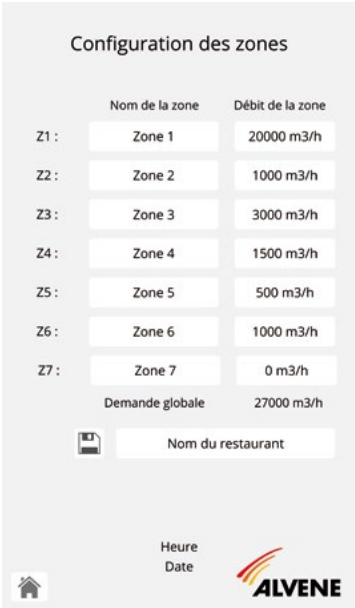 Configuration des zones
Nom de la zone Débit de la zone
Z1 : Zone 1 20000 m3/h
Z2 : Zone 2 1000 m3/h
Z3 : Zone 3 3000 m3/h
Z4 : Zone 4 1500 m3/h
Z5 : Zone 5 500 m3/h
Z6 : Zone 6 1000 m3/h
Z7 : Zone 7 0 m3/h
Demande globale 27000 m3/h
Nom du restaurant
Heure
Date
ALVENE